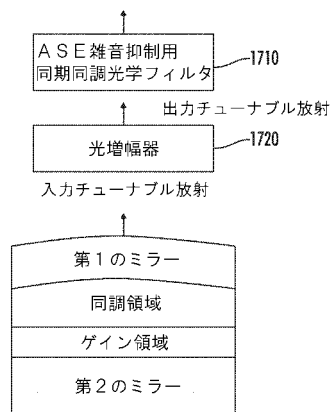 ASE雑音抑制用
同期同調光学フィルタ
1710
出力チューナブル放射
光増幅器
1720
入力チューナブル放射
第1のミラー
同調領域
ゲイン領域
第2のミラー